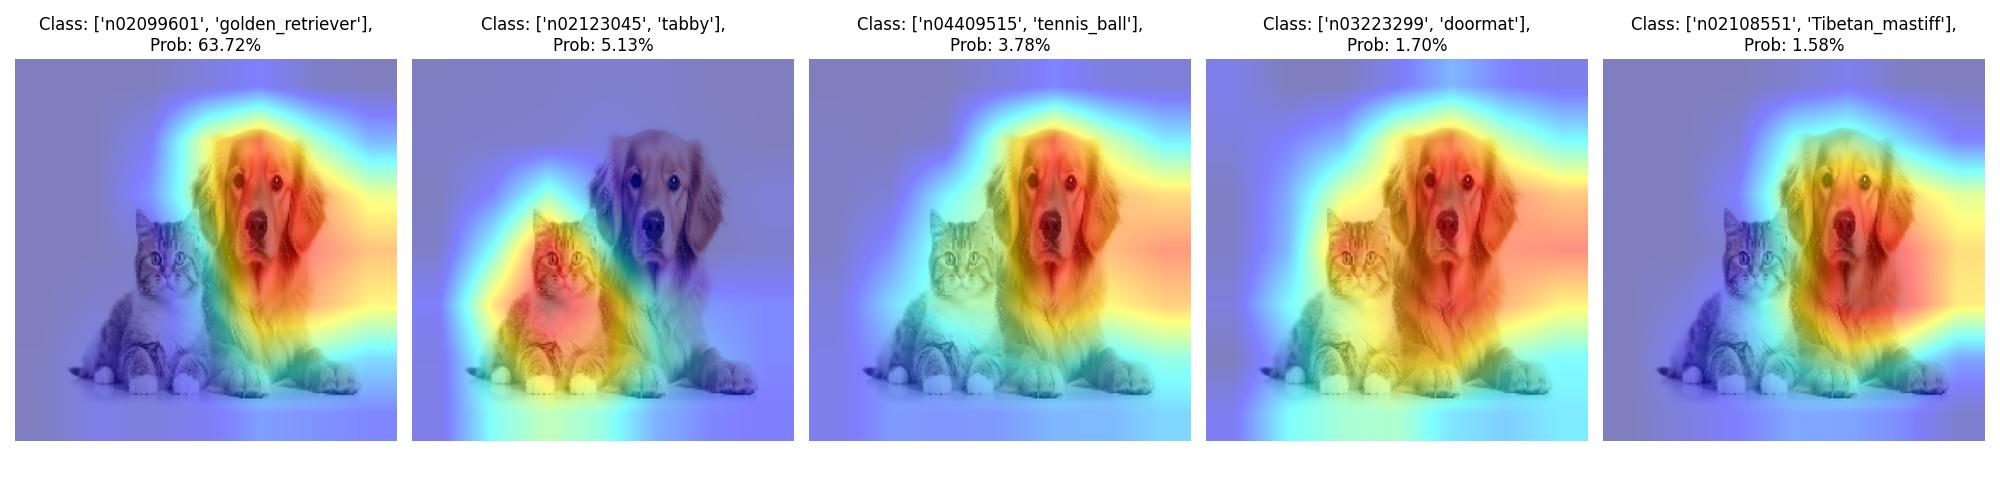 Class: ['n02099601', 'golden_retriever'],
Prob: 63.72%
Class: ['n02123045', 'tabby'],
Prob: 5.13%
Class: ['n04409515', 'tennis_ball'],
Prob: 3.78%
Class: ['n03223299', 'doormat'],
Prob: 1.70%
Class: ['n02108551', 'Tibetan_mastiff'],
Prob: 1.58%